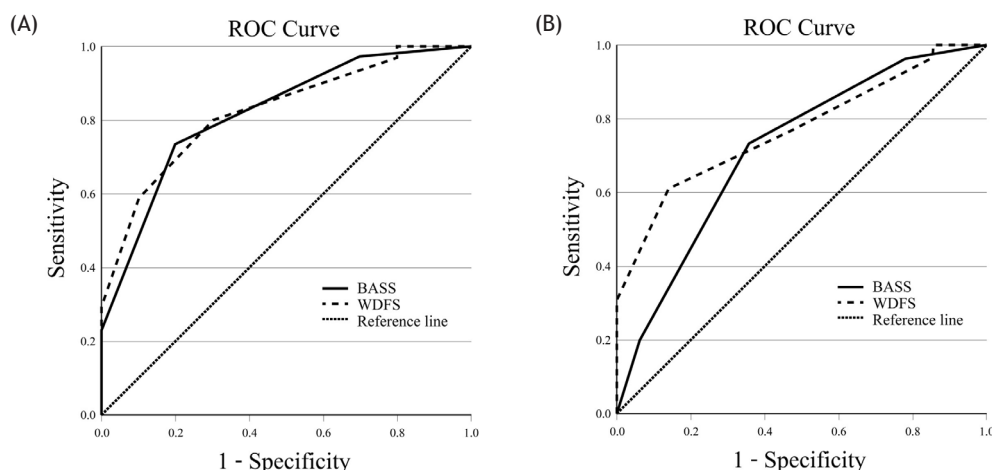 (A)
ROC Curve
1.0
0.8
0.6
0.4
0.2
0.0
Sensitivity
BASS
WDFS
Reference line
0.0 0.2 0.4 0.6 0.8 1.0
1 - Specificity
(B)
ROC Curve
1.0
0.8
0.6
0.4
0.2
0.0
Sensitivity
BASS
WDFS
Reference line
0.0 0.2 0.4 0.6 0.8 1.0
1 - Specificity